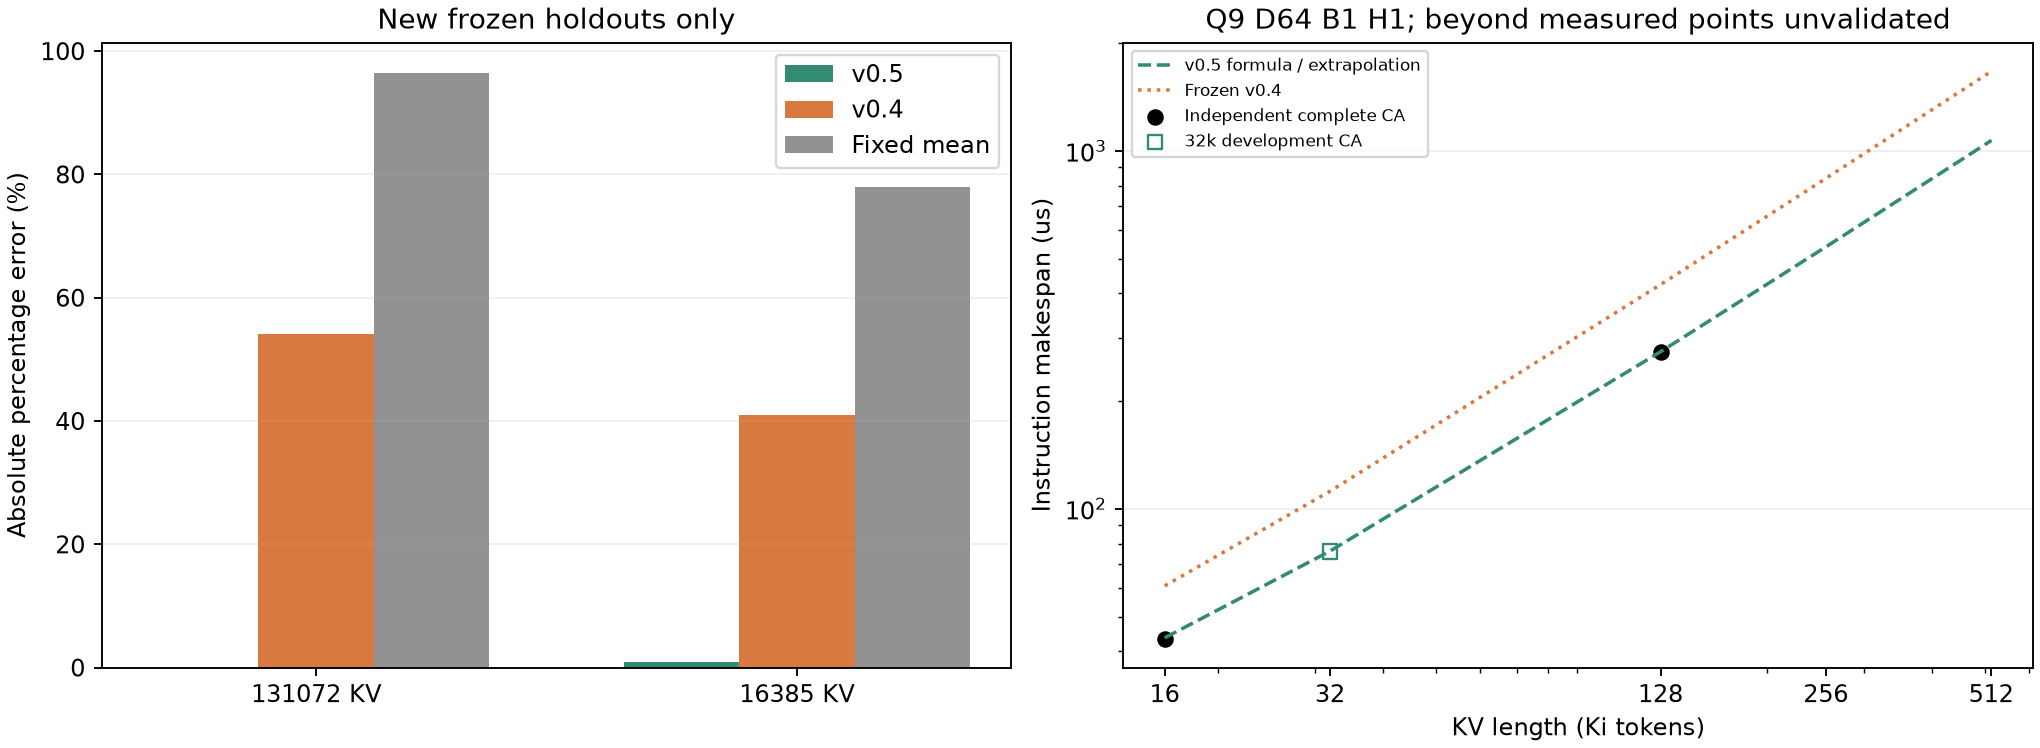 New frozen holdouts only
Absolute percentage error (%)
100
80
60
40
20
0
v0.5
v0.4
Fixed mean
131072 KV
16385 KV
Q9 D64 B1 H1; beyond measured points unvalidated
Instruction makespan (us)
10³
10²
v0.5 formula / extrapolation
Frozen v0.4
Independent complete CA
32k development CA
16
32
128
256
512
KV length (Ki tokens)